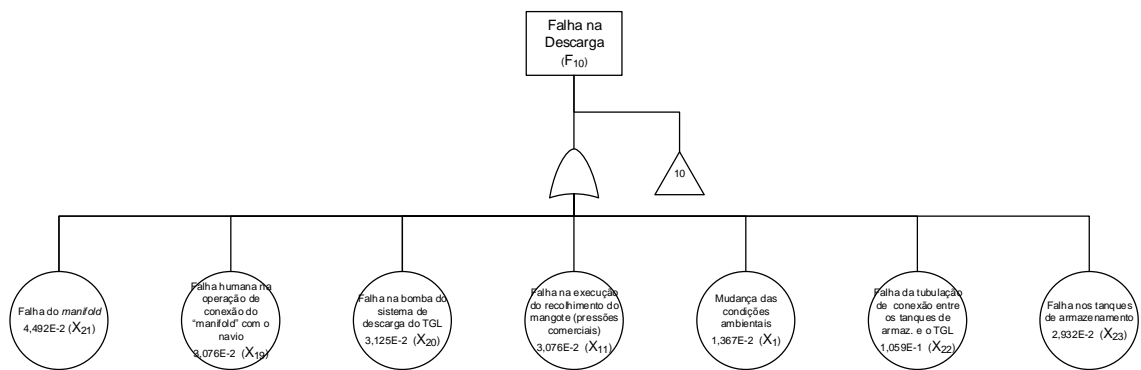 Falha na
Descarga
(F10)
10
Falha do manifold
4,492E-2 (X21)
Falha humana na
operação de
conexão do
“manifold” com o
navio
3,076E-2 (X19)
Falha na bomba do
sistema de
descarga do TGL
3,125E-2 (X20)
Falha na execução
do recolhimento do
mangote (pressões
comerciais)
3,076E-2 (X11)
Mudança das
condições
ambientais
1,367E-2 (X1)
Falha da tubulação
de conexão entre
os tanques de
armaz. e o TGL
1,059E-1 (X22)
Falha nos tanques
de armazenamento
2,932E-2 (X23)